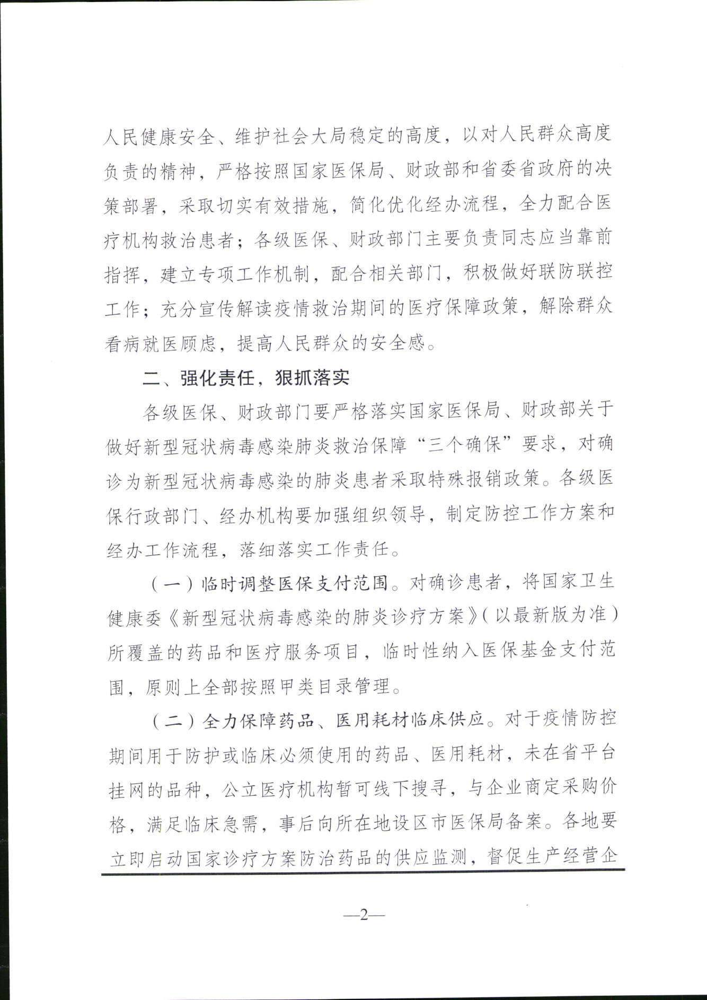 人民健康安全、维护社会大局稳定的高度，以对人民群众高度
负责的精神，严格按照国家医保局、财政部和省委省政府的决
策部署，采取切实有效措施，简化优化经办流程，全力配合医
疗机构救治患者；各级医保、财政部门主要负责同志应当靠前
指挥，建立专项工作机制，配合相关部门，积极做好联防联控
工作；充分宣传解读疫情救治期间的医疗保障政策，解除群众
看病就医顾虑，提高人民群众的安全感。
二、强化责任，狠抓落实
各级医保、财政部门要严格落实国家医保局、财政部关于
做好新型冠状病毒感染肺炎救治保障“三个确保”要求，对确
诊为新型冠状病毒感染的肺炎患者采取特殊报销政策。各级医
保行政部门、经办机构要加强组织领导，制定防控工作方案和
经办工作流程，落细落实工作责任。
（一）临时调整医保支付范围。对确诊患者，将国家卫生
健康委《新型冠状病毒感染的肺炎诊疗方案》（以最新版为准）
所覆盖的药品和医疗服务项目，临时性纳入医保基金支付范
围，原则上全部按照甲类目录管理。
（二）全力保障药品、医用耗材临床供应。对于疫情防控
期间用于防护或临床必须使用的药品、医用耗材，未在省平台
挂网的品种，公立医疗机构暂可线下搜寻，与企业商定采购价
格，满足临床急需，事后向所在地设区市医保局备案。各地要
立即启动国家诊疗方案防治药品的供应监测，督促生产经营企
—2—